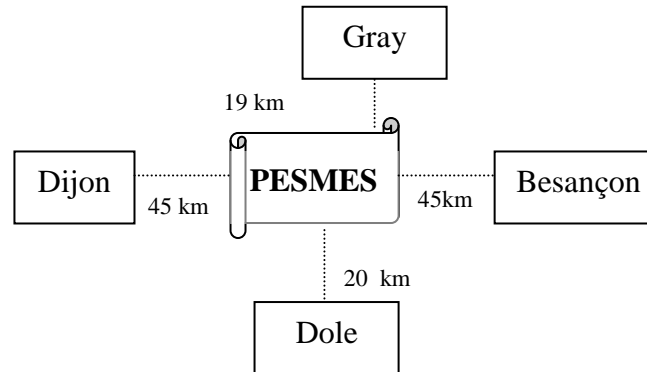 Gray
19 km
Dijon
PESMES
Besançon
45 km
45km
20 km
Dole